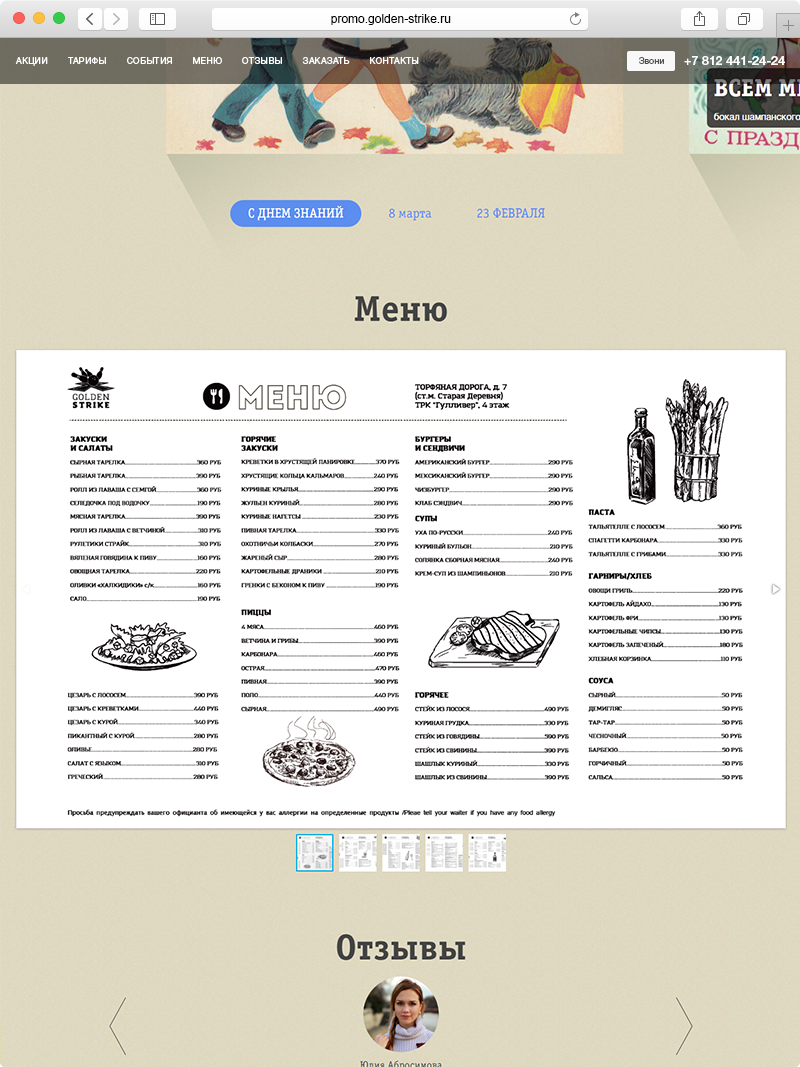 promo.golden-strike.ru
АКЦИИ
ТАРИФЫ
СОБЫТИЯ
МЕНЮ
ОТЗЫВЫ
ЗАКАЗАТЬ
КОНТАКТЫ
Звони
+7 812 441-24-24
ВСЕМ
бокал шампанского
С ПРАЗД
С ДНЕМ ЗНАНИЙ
8 марта
23 ФЕВРАЛЯ
Меню
GOLDEN
STRIKE
МЕНЮ
ТОРФЯНАЯ ДОРОГА, д. 7
(ст.м. Старая Деревня)
ТРК "Гулливер", 4 этаж
ЗАКУСКИ
И САЛАТЫ
СЫРНАЯ ТАРЕЛКА 360 РУБ
РЫБНАЯ ТАРЕЛКА 390 РУБ
РОЛЛ ИЗ ЛАВАША С СЕМГОЙ 360 РУБ
СЕЛЕДОЧКА ПОД ВОДОЧКУ 190 РУБ
МЯСНАЯ ТАРЕЛКА 390 РУБ
РОЛЛ ИЗ ЛАВАША С ВЕТЧИНОЙ 310 РУБ
РУЛЕТИКИ СТРАЙК 310 РУБ
ВЯЛЕНАЯ ГОВЯДИНА К ПИВУ 160 РУБ
ОВОЩНАЯ ТАРЕЛКА 220 РУБ
ОЛИВКИ «ХАЛКИДИКИ» с/к 160 РУБ
САЛО 190 РУБ
ЦЕЗАРЬ С ЛОСОСЕМ 390 РУБ
ЦЕЗАРЬ С КРЕВЕТКАМИ 440 РУБ
ЦЕЗАРЬ С КУРОЙ 340 РУБ
ПИКАНТНЫЙ С КУРОЙ 280 РУБ
ОЛИВЬЕ 280 РУБ
САЛАТ С ЯЗЫКОМ 310 РУБ
ГРЕЧЕСКИЙ 280 РУБ
ГОРЯЧИЕ
ЗАКУСКИ
КРЕВЕТКИ В ХРУСТЯЩЕЙ ПАНИРОВКЕ 370 РУБ
ХРУСТЯЩИЕ КОЛЬЦА КАЛЬМАРОВ 240 РУБ
КУРИНЫЕ КРЫЛЬЯ 290 РУБ
ЖУЛЬЕН КУРИНЫЙ 280 РУБ
КУРИНЫЕ НАГЕТСЫ 230 РУБ
ПИВНАЯ ТАРЕЛКА 330 РУБ
ОХОТНИЧЬИ КОЛБАСКИ 270 РУБ
ЖАРЕНЫЙ СЫР 280 РУБ
КАРТОФЕЛЬНЫЕ ДРАНИКИ 210 РУБ
ГРЕНКИ С БЕКОНОМ К ПИВУ 190 РУБ
ПИЦЦЫ
4 МЯСА 460 РУБ
ВЕТЧИНА И ГРИБЫ 390 РУБ
КАРБОНАРА 460 РУБ
ОСТРАЯ 470 РУБ
ПИВНАЯ 390 РУБ
ПОЛО 440 РУБ
СЫРНАЯ 490 РУБ
БУРГЕРЫ
И СЕНДВИЧИ
АМЕРИКАНСКИЙ БУРГЕР 290 РУБ
МЕКСИКАНСКИЙ БУРГЕР 290 РУБ
ЧИЗБУРГЕР 290 РУБ
КЛАБ СЭНДВИЧ 290 РУБ
СУПЫ
УХА ПО-РУССКИ 240 РУБ
КУРИНЫЙ БУЛЬОН 210 РУБ
СОЛЯНКА СБОРНАЯ МЯСНАЯ 240 РУБ
КРЕМ-СУП ИЗ ШАМПИНЬОНОВ 210 РУБ
ГОРЯЧЕЕ
СТЕЙК ИЗ ЛОСОСЯ 490 РУБ
КУРИНАЯ ГРУДКА 330 РУБ
СТЕЙК ИЗ ГОВЯДИНЫ 590 РУБ
СТЕЙК ИЗ СВИНИНЫ 390 РУБ
ШАШЛЫК КУРИНЫЙ 330 РУБ
ШАШЛЫК ИЗ СВИНИНЫ 390 РУБ
ПАСТА
ТАЛЬЯТЕЛЛЕ С ЛОСОСЕМ 360 РУБ
СПАГЕТТИ КАРБОНАРА 330 РУБ
ТАЛЬЯТЕЛЛЕ С ГРИБАМИ 330 РУБ
ГАРНИРЫ/ХЛЕБ
ОВОЩИ ГРИЛЬ 220 РУБ
КАРТОФЕЛЬ АЙДАХО 130 РУБ
КАРТОФЕЛЬ ФРИ 130 РУБ
КАРТОФЕЛЬНЫЕ ЧИПСЫ 130 РУБ
КАРТОФЕЛЬ ЗАПЕЧЕНЫЙ 180 РУБ
ХЛЕБНАЯ КОРЗИНКА 110 РУБ
СОУСА
СЫРНЫЙ 50 РУБ
ДЕМИГЛЯС 50 РУБ
ТАР-ТАР 50 РУБ
ЧЕСНОЧНЫЙ 50 РУБ
БАРБЕКЮ 50 РУБ
ГОРЧИЧНЫЙ 50 РУБ
САЛЬСА 50 РУБ
Просьба предупреждать вашего официанта об имеющейся у вас аллергии на определенные продукты /Please tell your waiter if you have any food allergy
Отзывы
Юлия Абросимова